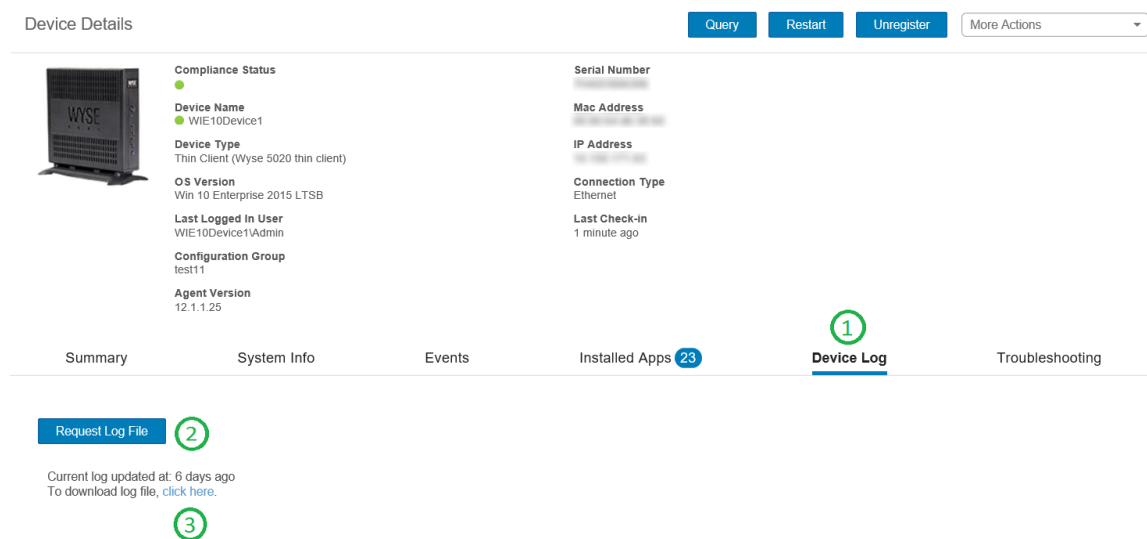 Device Details
Query
Restart
Unregister
More Actions
WYSE
Compliance Status
Device Name
WIE10Device1
Device Type
Thin Client (Wyse 5020 thin client)
OS Version
Win 10 Enterprise 2015 LTSB
Last Logged In User
WIE10Device1\Admin
Configuration Group
test11
Agent Version
12.1.1.25
Serial Number
Mac Address
IP Address
Connection Type
Ethernet
Last Check-in
1 minute ago
1
Summary
System Info
Events
Installed Apps 23
Device Log
Troubleshooting
Request Log File
2
Current log updated at: 6 days ago
To download log file, click here.
3